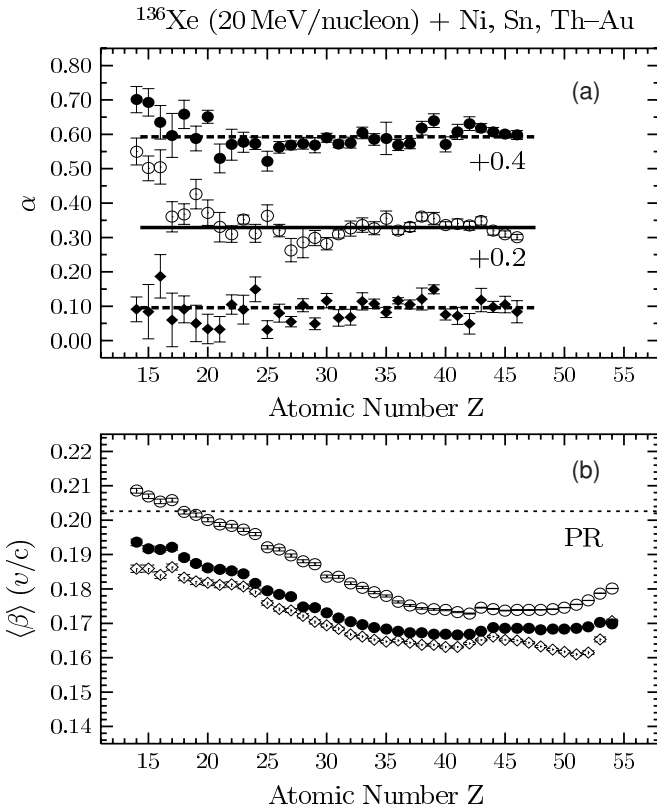 ¹³⁶Xe (20 MeV/nucleon) + Ni, Sn, Th–Au
0.80
(a)
0.70
0.60
+0.4
0.50
0.40
α
0.30
+0.2
0.20
0.10
0.00
15 20 25 30 35 40 45 50 55
Atomic Number Z
0.22
(b)
0.21
0.20
PR
0.19
0.18
⟨β⟩ (υ/c)
0.17
0.16
0.15
0.14
15 20 25 30 35 40 45 50 55
Atomic Number Z